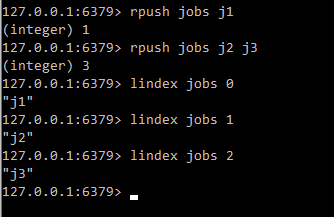 127.0.0.1:6379> rpush jobs j1
(integer) 1
127.0.0.1:6379> rpush jobs j2 j3
(integer) 3
127.0.0.1:6379> lindex jobs 0
"j1"
127.0.0.1:6379> lindex jobs 1
"j2"
127.0.0.1:6379> lindex jobs 2
"j3"
127.0.0.1:6379>